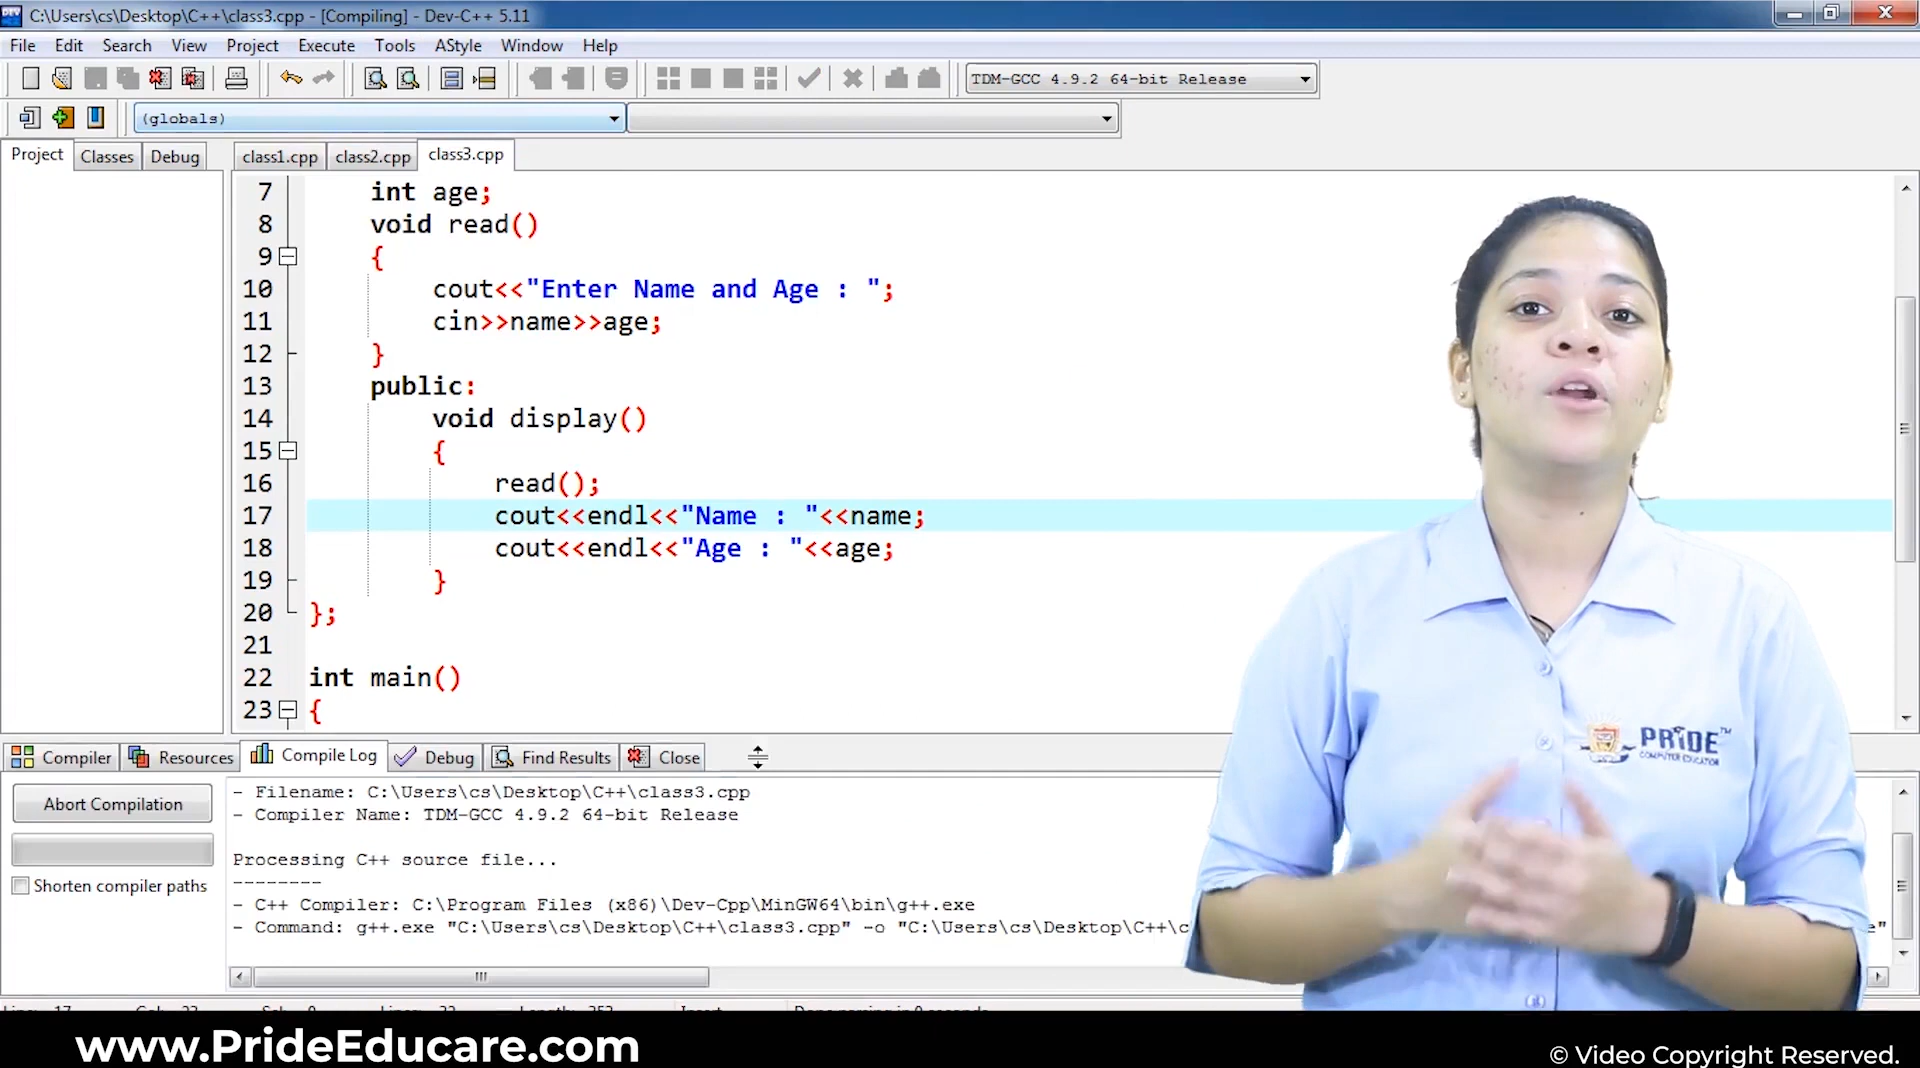 C:\Users\cs\Desktop\C++\class3.cpp - [Compiling] - Dev-C++ 5.11
File Edit Search View Project Execute Tools AStyle Window Help
TDM-GCC 4.9.2 64-bit Release
(globals)
Project Classes Debug class1.cpp class2.cpp class3.cpp
7 int age;
8 void read()
9 {
10 cout<<"Enter Name and Age : ";
11 cin>>name>>age;
12 }
13 public:
14 void display()
15 {
16 read();
17 cout<<endl<<"Name : "<<name;
18 cout<<endl<<"Age : "<<age;
19 }
20 };
21
22 int main()
23 {
PRIDE™
COMPUTER EDUCATOR
Compiler Resources Compile Log Debug Find Results Close
Abort Compilation
Shorten compiler paths
- Filename: C:\Users\cs\Desktop\C++\class3.cpp
- Compiler Name: TDM-GCC 4.9.2 64-bit Release
Processing C++ source file...
--------
- C++ Compiler: C:\Program Files (x86)\Dev-Cpp\MinGW64\bin\g++.exe
- Command: g++.exe "C:\Users\cs\Desktop\C++\class3.cpp" -o "C:\Users\cs\Desktop\C++\c
www.PrideEducare.com
© Video Copyright Reserved.